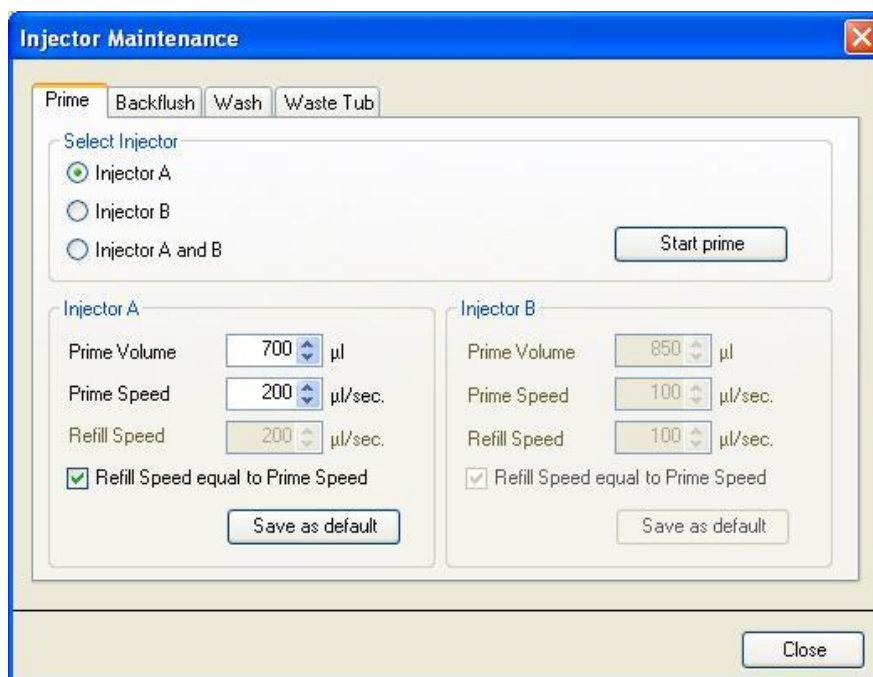 Injector Maintenance
Prime Backflush Wash Waste Tub
Select Injector
Injector A
Injector B
Injector A and B
Start prime
Injector A
Prime Volume 700 µl
Prime Speed 200 µl/sec.
Refill Speed 200 µl/sec.
Refill Speed equal to Prime Speed
Save as default
Injector B
Prime Volume 850 µl
Prime Speed 100 µl/sec.
Refill Speed 100 µl/sec.
Refill Speed equal to Prime Speed
Save as default
Close